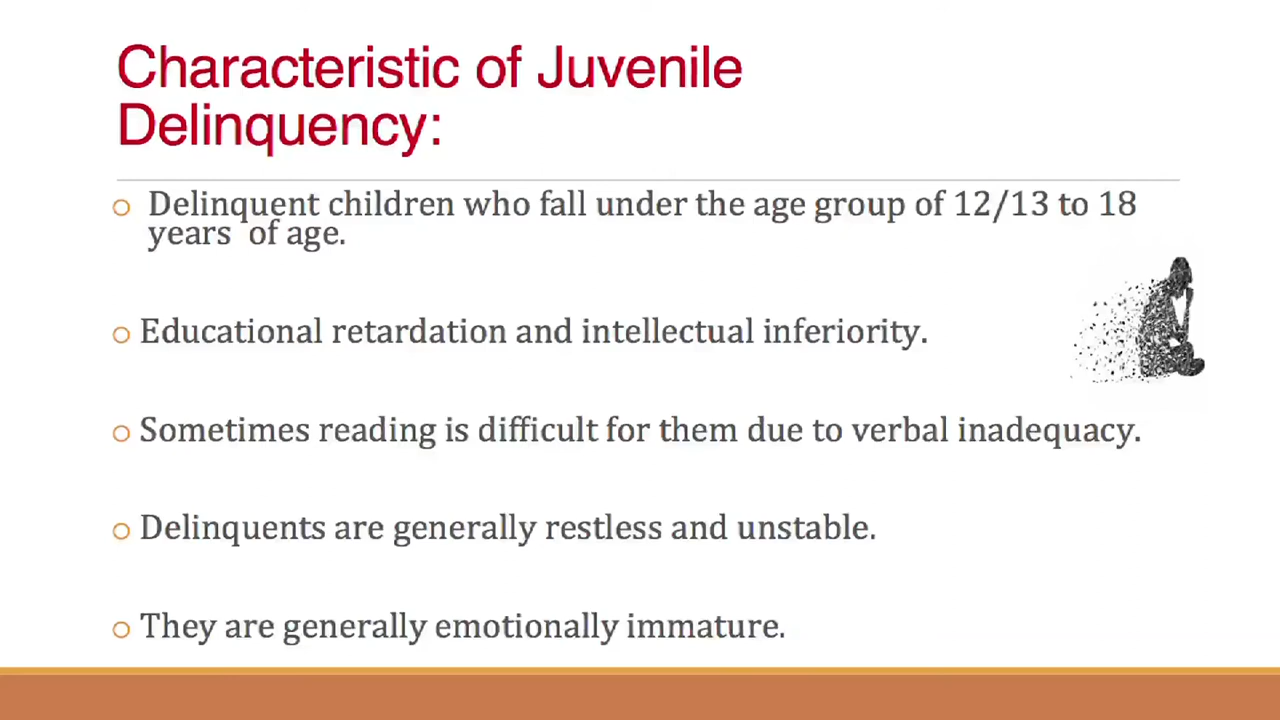 Characteristic of Juvenile
Delinquency:
Delinquent children who fall under the age group of 12/13 to 18
years of age.
Educational retardation and intellectual inferiority.
Sometimes reading is difficult for them due to verbal inadequacy.
Delinquents are generally restless and unstable.
They are generally emotionally immature.